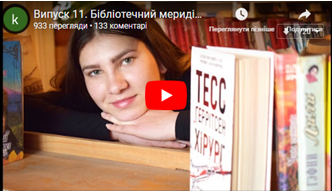 k
Випуск 11. Бібліотечний меридіа...
933 перегляди • 133 коментарі
Переглянути пізніше
Поділитися
ТЕСС
ГЕРРІТСЕН
ХІРУРГ